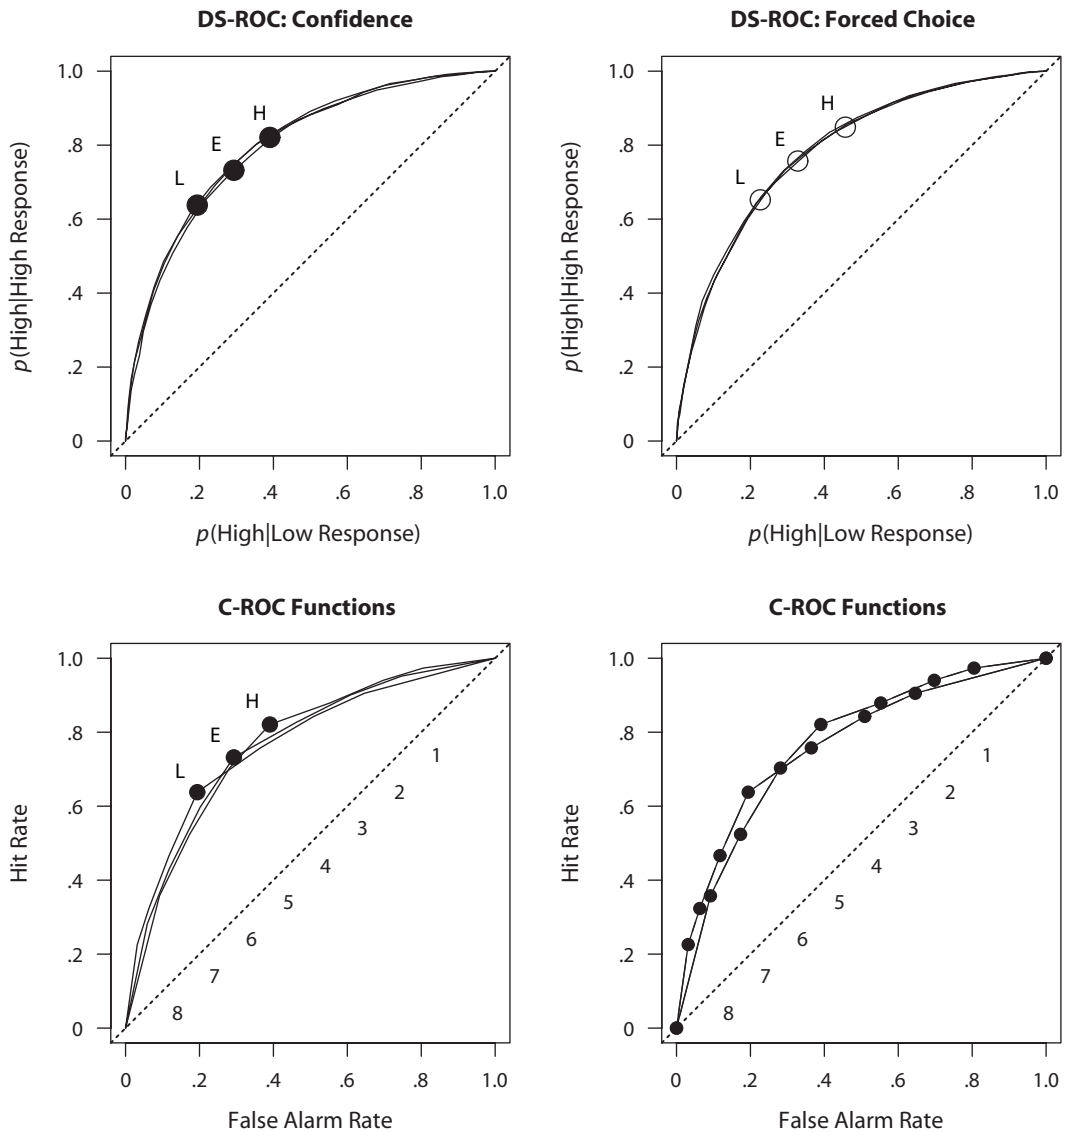 DS-ROC: Confidence
1.0
.8
.6
.4
.2
0
H
E
L
0 .2 .4 .6 .8 1.0
p(High|Low Response)
p(High|High Response)
DS-ROC: Forced Choice
1.0
.8
.6
.4
.2
0
H
E
L
0 .2 .4 .6 .8 1.0
p(High|Low Response)
p(High|High Response)
C-ROC Functions
1.0
.8
.6
.4
.2
0
H
E
L
1
2
3
4
5
6
7
8
0 .2 .4 .6 .8 1.0
False Alarm Rate
Hit Rate
C-ROC Functions
1.0
.8
.6
.4
.2
0
1
2
3
4
5
6
7
8
0 .2 .4 .6 .8 1.0
False Alarm Rate
Hit Rate